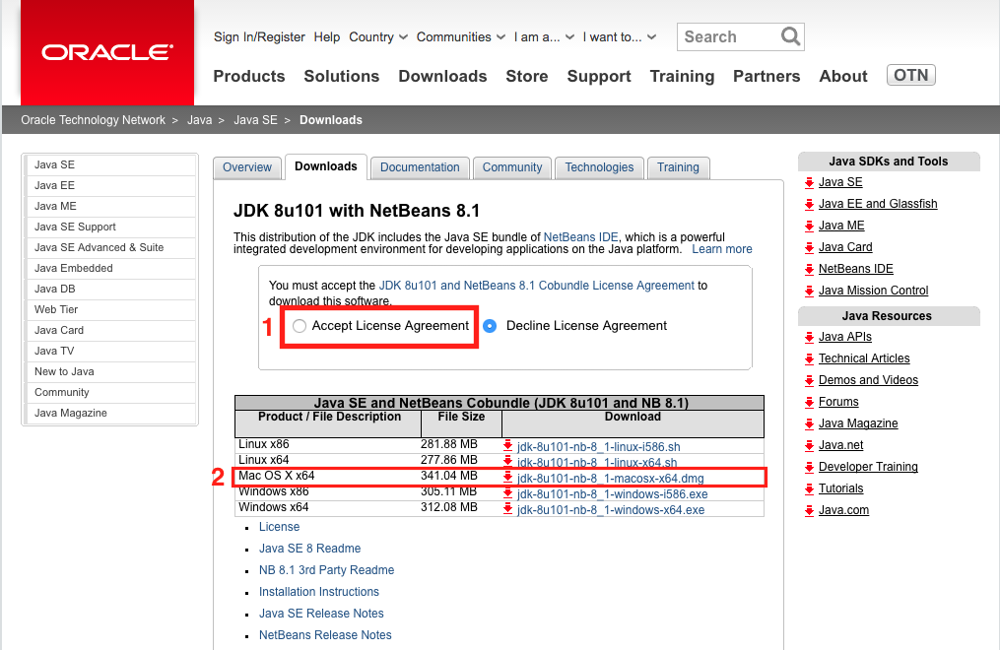 ORACLE
Sign In/Register Help Country Communities I am a... I want to... Search
Products Solutions Downloads Store Support Training Partners About OTN
Oracle Technology Network > Java > Java SE > Downloads
Java SE
Java EE
Java ME
Java SE Support
Java SE Advanced & Suite
Java Embedded
Java DB
Web Tier
Java Card
Java TV
New to Java
Community
Java Magazine
Overview Downloads Documentation Community Technologies Training
JDK 8u101 with NetBeans 8.1
This distribution of the JDK includes the Java SE bundle of NetBeans IDE, which is a powerful
integrated development environment for developing applications on the Java platform. Learn more
You must accept the JDK 8u101 and NetBeans 8.1 Cobundle License Agreement to
download this software.
1 Accept License Agreement Decline License Agreement
Java SE and NetBeans Cobundle (JDK 8u101 and NB 8.1)
Product / File Description File Size Download
Linux x86 281.88 MB jdk-8u101-nb-8_1-linux-i586.sh
Linux x64 277.86 MB jdk-8u101-nb-8_1-linux-x64.sh
2 Mac OS X x64 341.04 MB jdk-8u101-nb-8_1-macosx-x64.dmg
Windows x86 305.11 MB jdk-8u101-nb-8_1-windows-i586.exe
Windows x64 312.08 MB jdk-8u101-nb-8_1-windows-x64.exe
License
Java SE 8 Readme
NB 8.1 3rd Party Readme
Installation Instructions
Java SE Release Notes
NetBeans Release Notes
Java SDKs and Tools
Java SE
Java EE and Glassfish
Java ME
Java Card
NetBeans IDE
Java Mission Control
Java Resources
Java APIs
Technical Articles
Demos and Videos
Forums
Java Magazine
Java.net
Developer Training
Tutorials
Java.com